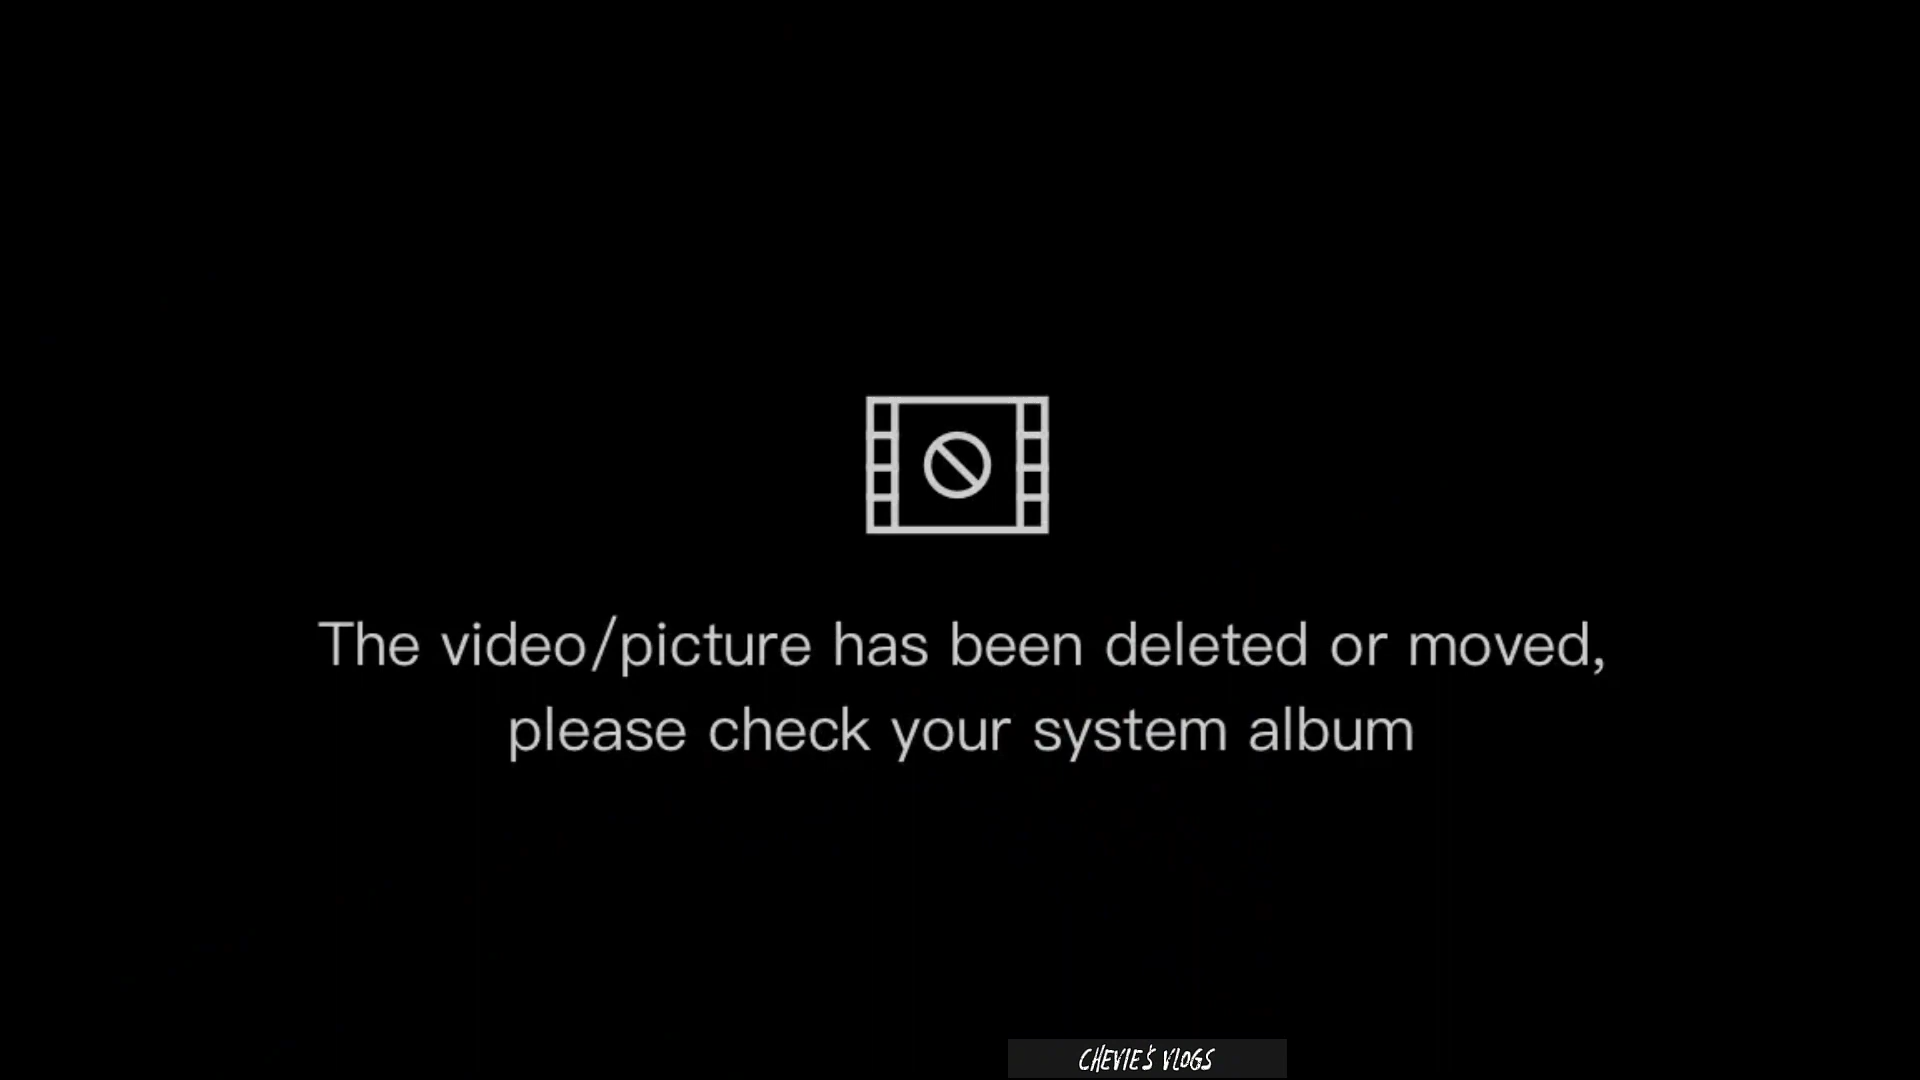 The video/picture has been deleted or moved,
please check your system album
CHEVIE'S VLOGS